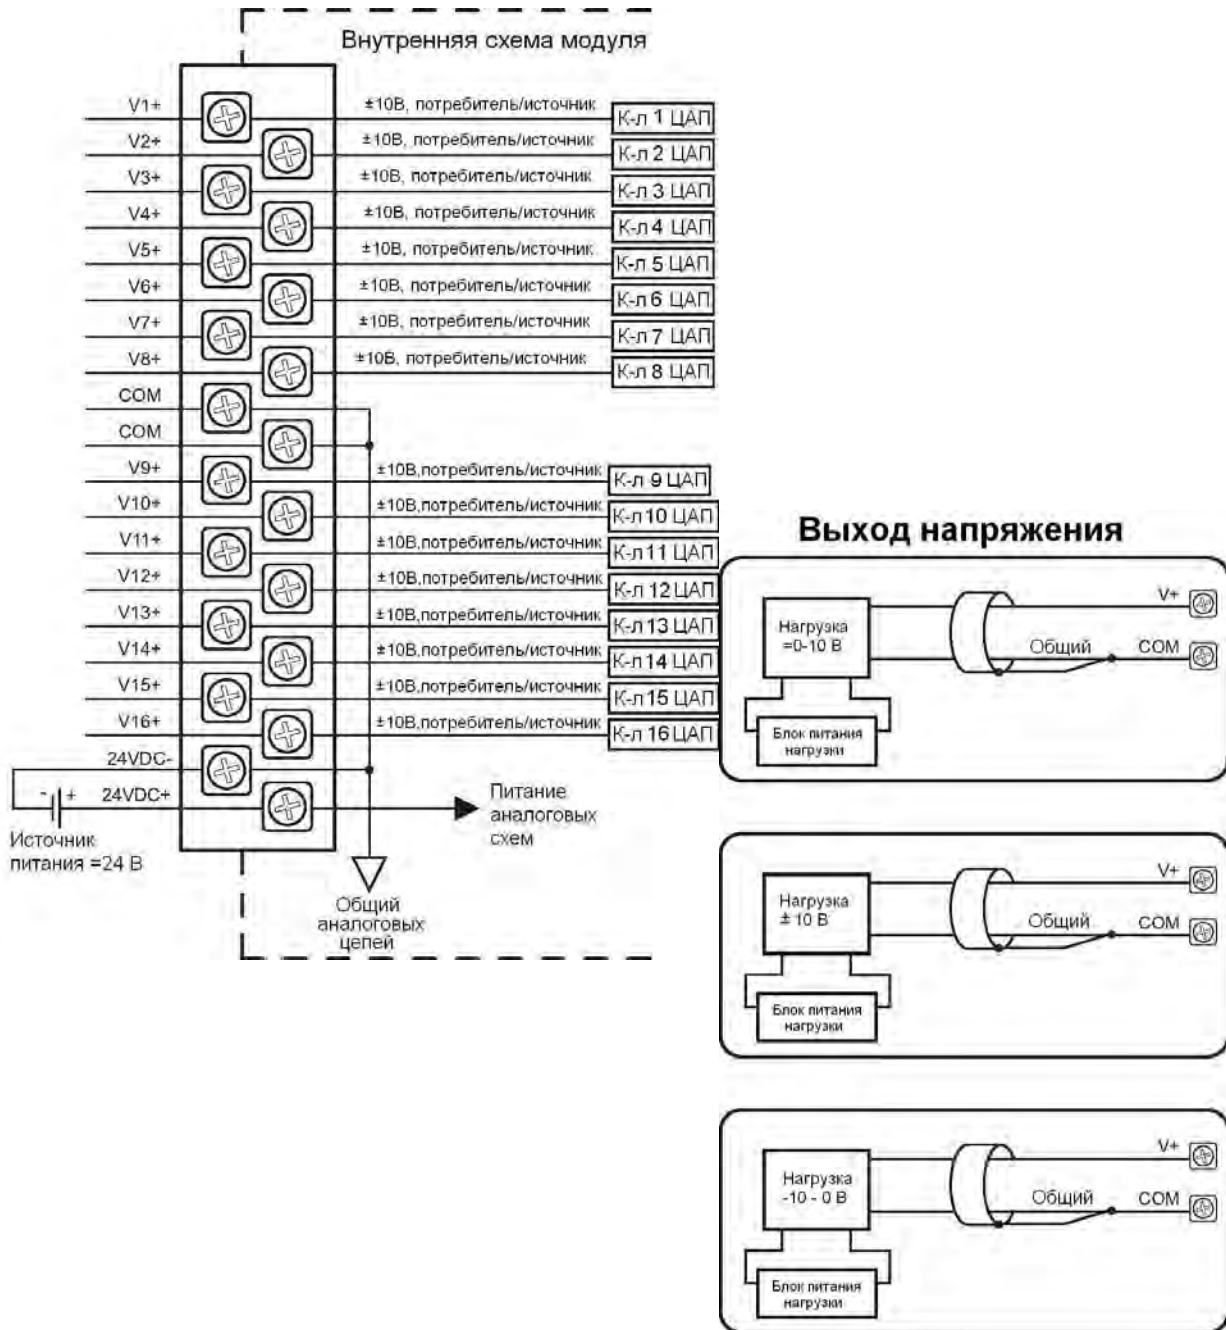 Внутренняя схема модуля
V1+ ±10В, потребитель/источник К-л 1 ЦАП
V2+ ±10В, потребитель/источник К-л 2 ЦАП
V3+ ±10В, потребитель/источник К-л 3 ЦАП
V4+ ±10В, потребитель/источник К-л 4 ЦАП
V5+ ±10В, потребитель/источник К-л 5 ЦАП
V6+ ±10В, потребитель/источник К-л 6 ЦАП
V7+ ±10В, потребитель/источник К-л 7 ЦАП
V8+ ±10В, потребитель/источник К-л 8 ЦАП
COM
COM
V9+ ±10В,потребитель/источник К-л 9 ЦАП
V10+ ±10В,потребитель/источник К-л 10 ЦАП
V11+ ±10В,потребитель/источник К-л 11 ЦАП
V12+ ±10В,потребитель/источник К-л 12 ЦАП
V13+ ±10В,потребитель/источник К-л 13 ЦАП
V14+ ±10В,потребитель/источник К-л 14 ЦАП
V15+ ±10В,потребитель/источник К-л 15 ЦАП
V16+ ±10В,потребитель/источник К-л 16 ЦАП
24VDC-
- + 24VDC+
Источник
питания =24 В
Питание
аналоговых
схем
Общий
аналоговых
цепей
Выход напряжения
V+
Нагрузка
=0-10 В
Общий COM
Блок питания
нагрузки
V+
Нагрузка
± 10 В
Общий COM
Блок питания
нагрузки
V+
Нагрузка
-10 - 0 В
Общий COM
Блок питания
нагрузки